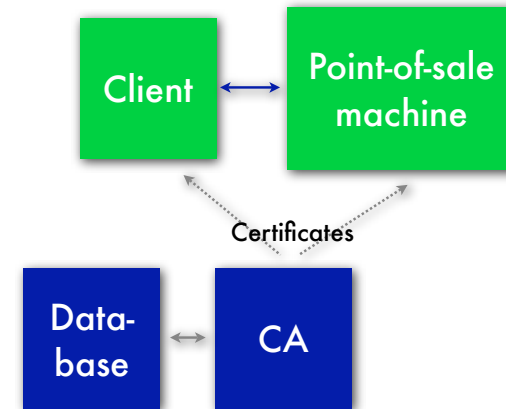 Client
Point-of-sale
machine
Certificates
Data-
base
CA